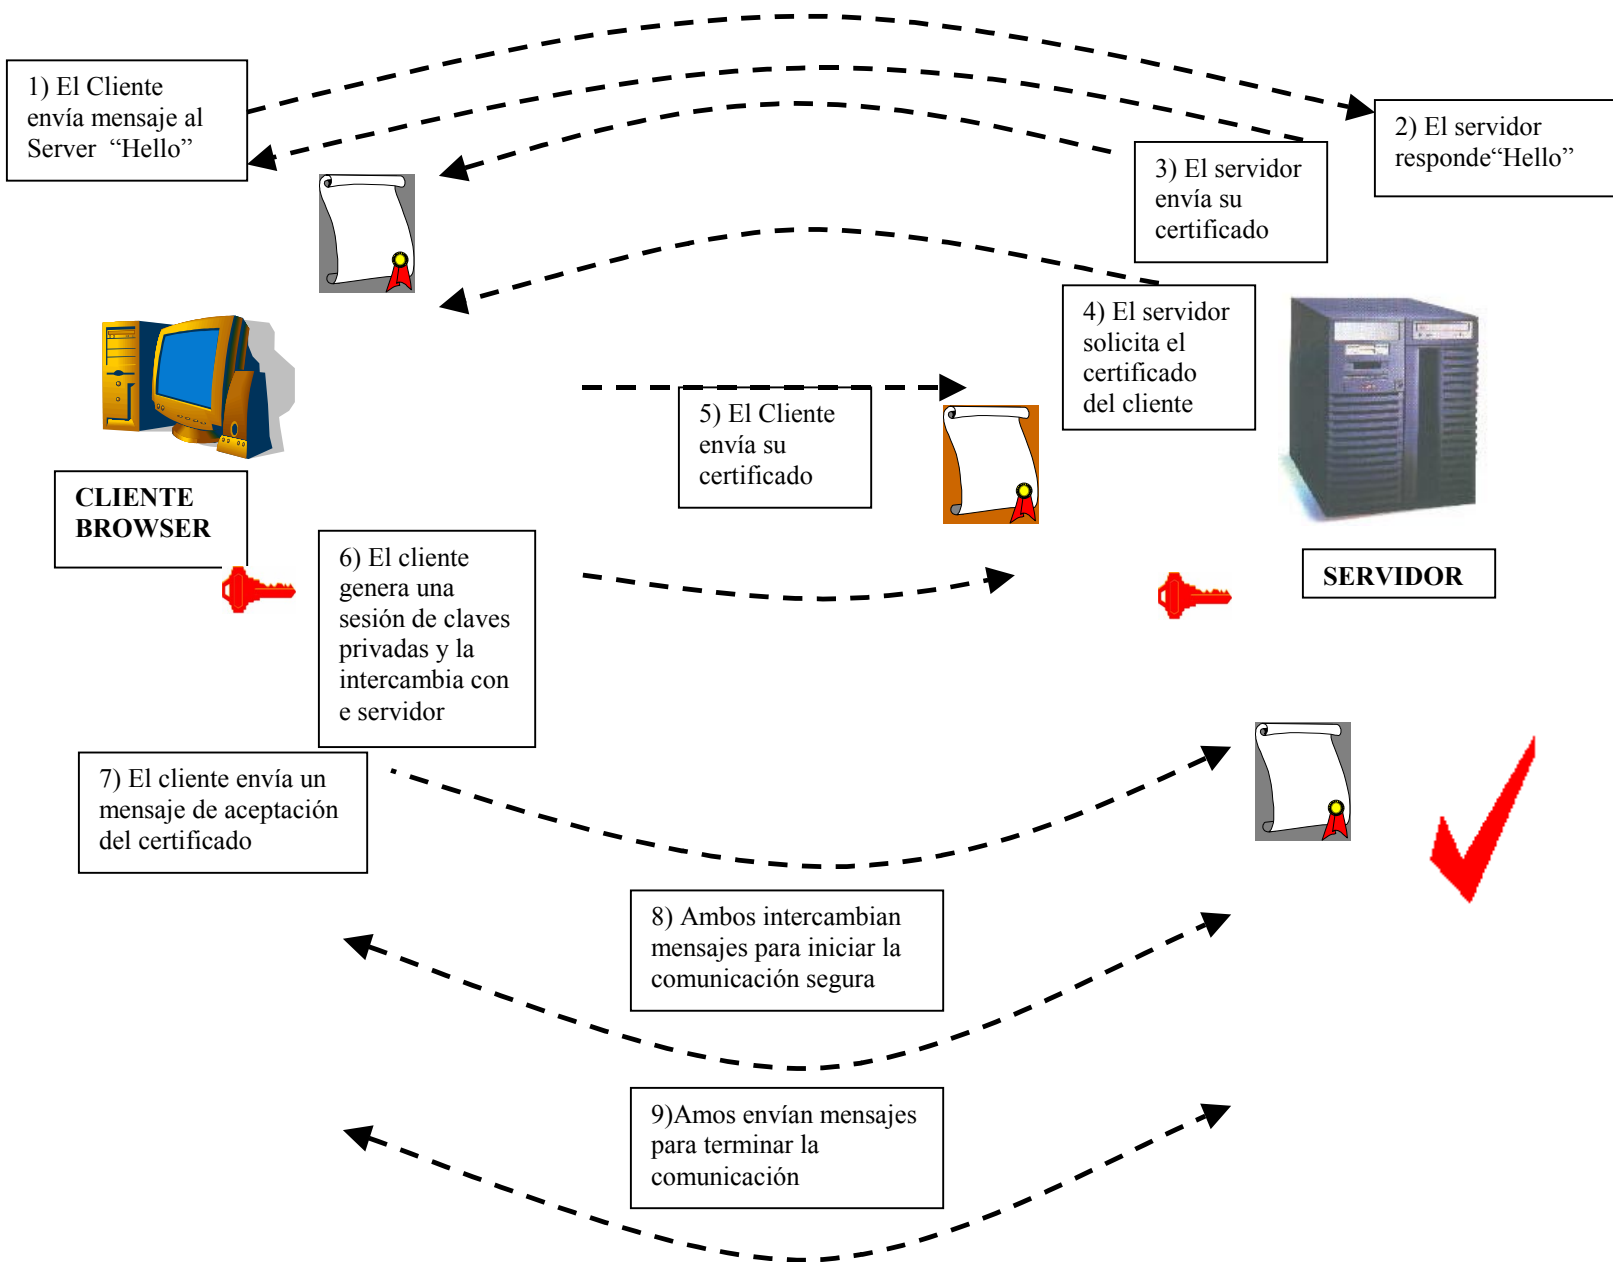 1) El Cliente
envía mensaje al
Server “Hello”
2) El servidor
responde“Hello”
3) El servidor
envía su
certificado
4) El servidor
solicita el
certificado
del cliente
5) El Cliente
envía su
certificado
CLIENTE
BROWSER
SERVIDOR
6) El cliente
genera una
sesión de claves
privadas y la
intercambia con
e servidor
7) El cliente envía un
mensaje de aceptación
del certificado
8) Ambos intercambian
mensajes para iniciar la
comunicación segura
9)Amos envían mensajes
para terminar la
comunicación